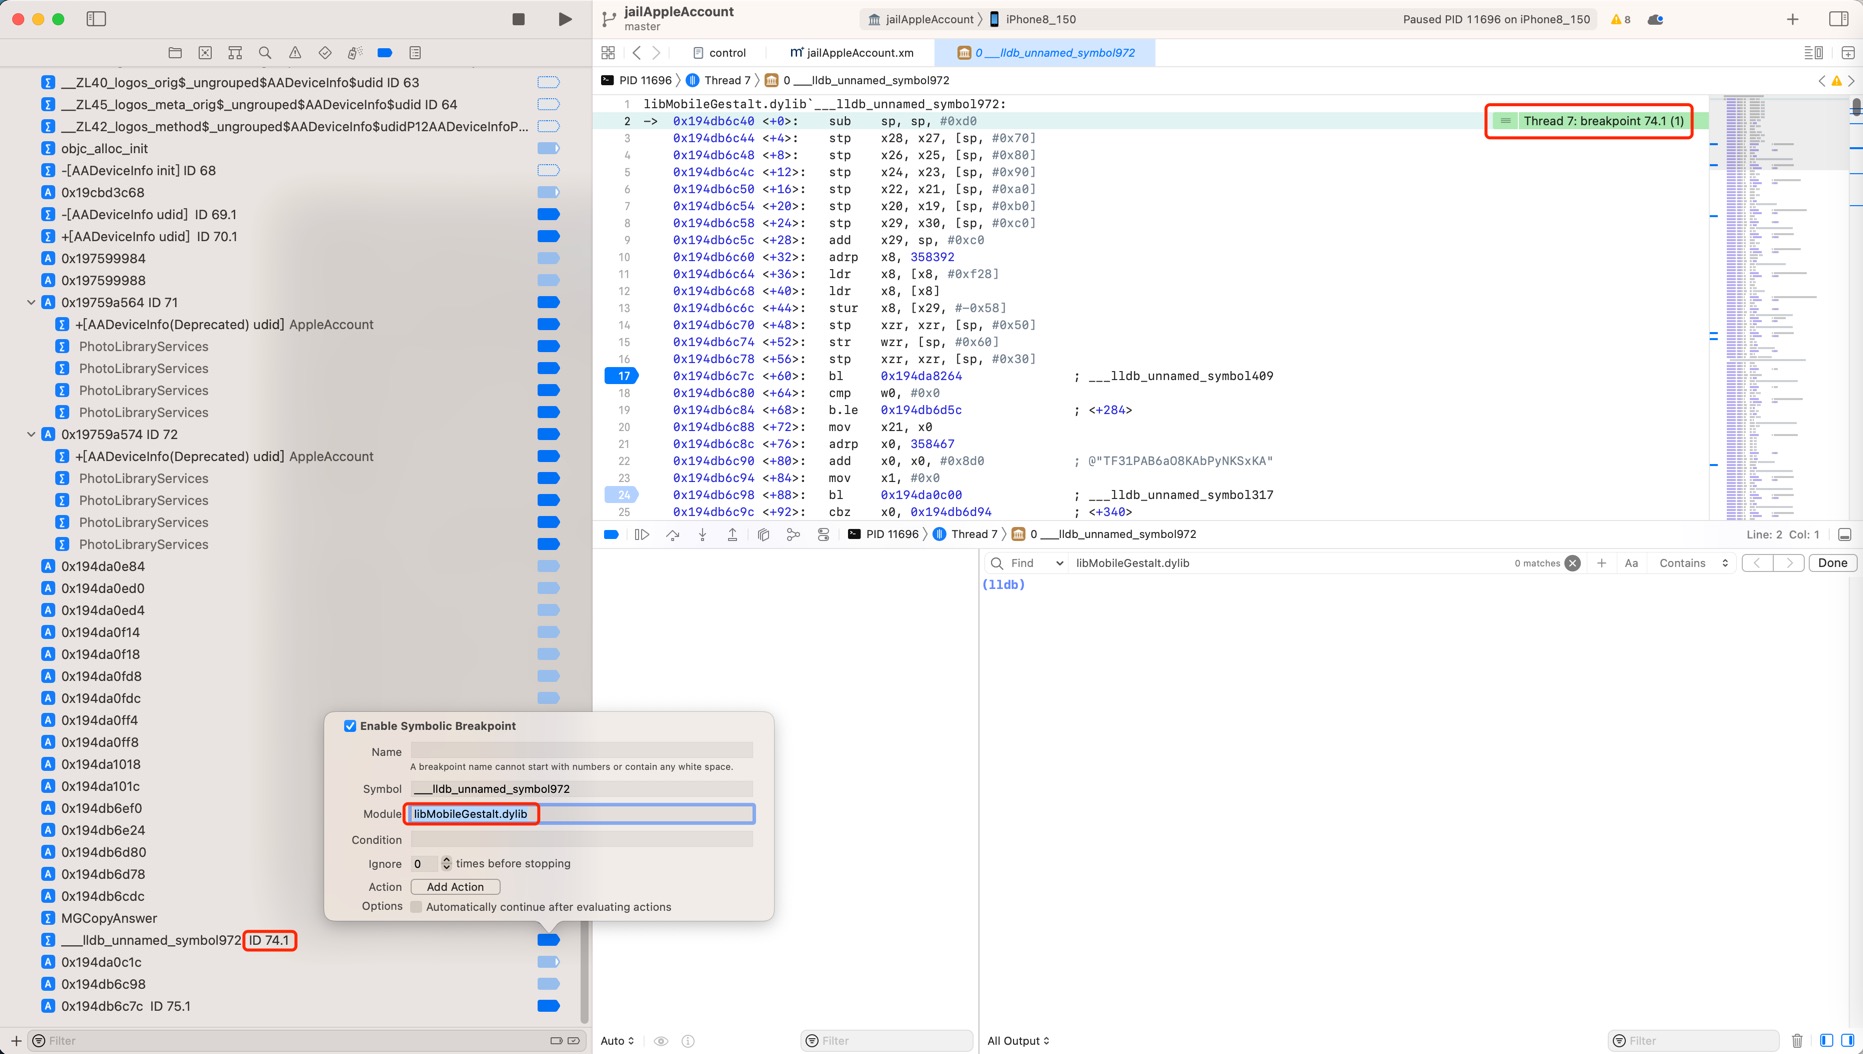 jailAppleAccount
master
jailAppleAccount 〉 iPhone8_150
Paused PID 11696 on iPhone8_150
8
control
jailAppleAccount.xm
0 ___lldb_unnamed_symbol972
PID 11696 〉 Thread 7 〉 0 ___lldb_unnamed_symbol972
__ZL40_logos_orig$_ungrouped$AADeviceInfo$udid ID 63
__ZL45_logos_meta_orig$_ungrouped$AADeviceInfo$udid ID 64
__ZL42_logos_method$_ungrouped$AADeviceInfo$udidP12AADeviceInfoP...
objc_alloc_init
-[AADeviceInfo init] ID 68
0x19cbd3c68
-[AADeviceInfo udid] ID 69.1
+[AADeviceInfo udid] ID 70.1
0x197599984
0x197599988
0x19759a564 ID 71
+[AADeviceInfo(Deprecated) udid] AppleAccount
PhotoLibraryServices
PhotoLibraryServices
PhotoLibraryServices
PhotoLibraryServices
0x19759a574 ID 72
+[AADeviceInfo(Deprecated) udid] AppleAccount
PhotoLibraryServices
PhotoLibraryServices
PhotoLibraryServices
PhotoLibraryServices
0x194da0e84
0x194da0ed0
0x194da0ed4
0x194da0f14
0x194da0f18
0x194da0fd8
0x194da0fdc
0x194da0ff4
0x194da0ff8
0x194da1018
0x194da101c
0x194db6ef0
0x194db6e24
0x194db6d80
0x194db6d78
0x194db6cdc
MGCopyAnswer
___lldb_unnamed_symbol972 ID 74.1
0x194da0c1c
0x194db6c98
0x194db6c7c ID 75.1
Filter
1 libMobileGestalt.dylib`___lldb_unnamed_symbol972:
2 -> 0x194db6c40 <+0>: sub sp, sp, #0xd0
Thread 7: breakpoint 74.1 (1)
3 0x194db6c44 <+4>: stp x28, x27, [sp, #0x70]
4 0x194db6c48 <+8>: stp x26, x25, [sp, #0x80]
5 0x194db6c4c <+12>: stp x24, x23, [sp, #0x90]
6 0x194db6c50 <+16>: stp x22, x21, [sp, #0xa0]
7 0x194db6c54 <+20>: stp x20, x19, [sp, #0xb0]
8 0x194db6c58 <+24>: stp x29, x30, [sp, #0xc0]
9 0x194db6c5c <+28>: add x29, sp, #0xc0
10 0x194db6c60 <+32>: adrp x8, 358392
11 0x194db6c64 <+36>: ldr x8, [x8, #0xf28]
12 0x194db6c68 <+40>: ldr x8, [x8]
13 0x194db6c6c <+44>: stur x8, [x29, #-0x58]
14 0x194db6c70 <+48>: stp xzr, xzr, [sp, #0x50]
15 0x194db6c74 <+52>: str wzr, [sp, #0x60]
16 0x194db6c78 <+56>: stp xzr, xzr, [sp, #0x30]
17 0x194db6c7c <+60>: bl 0x194da8264 ; ___lldb_unnamed_symbol409
18 0x194db6c80 <+64>: cmp w0, #0x0
19 0x194db6c84 <+68>: b.le 0x194db6d5c ; <+284>
20 0x194db6c88 <+72>: mov x21, x0
21 0x194db6c8c <+76>: adrp x0, 358467
22 0x194db6c90 <+80>: add x0, x0, #0x8d0 ; @"TF31PAB6aO8KAbPyNKSxKA"
23 0x194db6c94 <+84>: mov x1, #0x0
24 0x194db6c98 <+88>: bl 0x194da0c00 ; ___lldb_unnamed_symbol317
25 0x194db6c9c <+92>: cbz x0, 0x194db6d94 ; <+340>
PID 11696 〉 Thread 7 〉 0 ___lldb_unnamed_symbol972
Line: 2 Col: 1
Find libMobileGestalt.dylib 0 matches Aa Contains Done
(lldb)
Enable Symbolic Breakpoint
Name
A breakpoint name cannot start with numbers or contain any white space.
Symbol ___lldb_unnamed_symbol972
Module libMobileGestalt.dylib
Condition
Ignore 0 times before stopping
Action Add Action
Options Automatically continue after evaluating actions
Auto
Filter
All Output
Filter